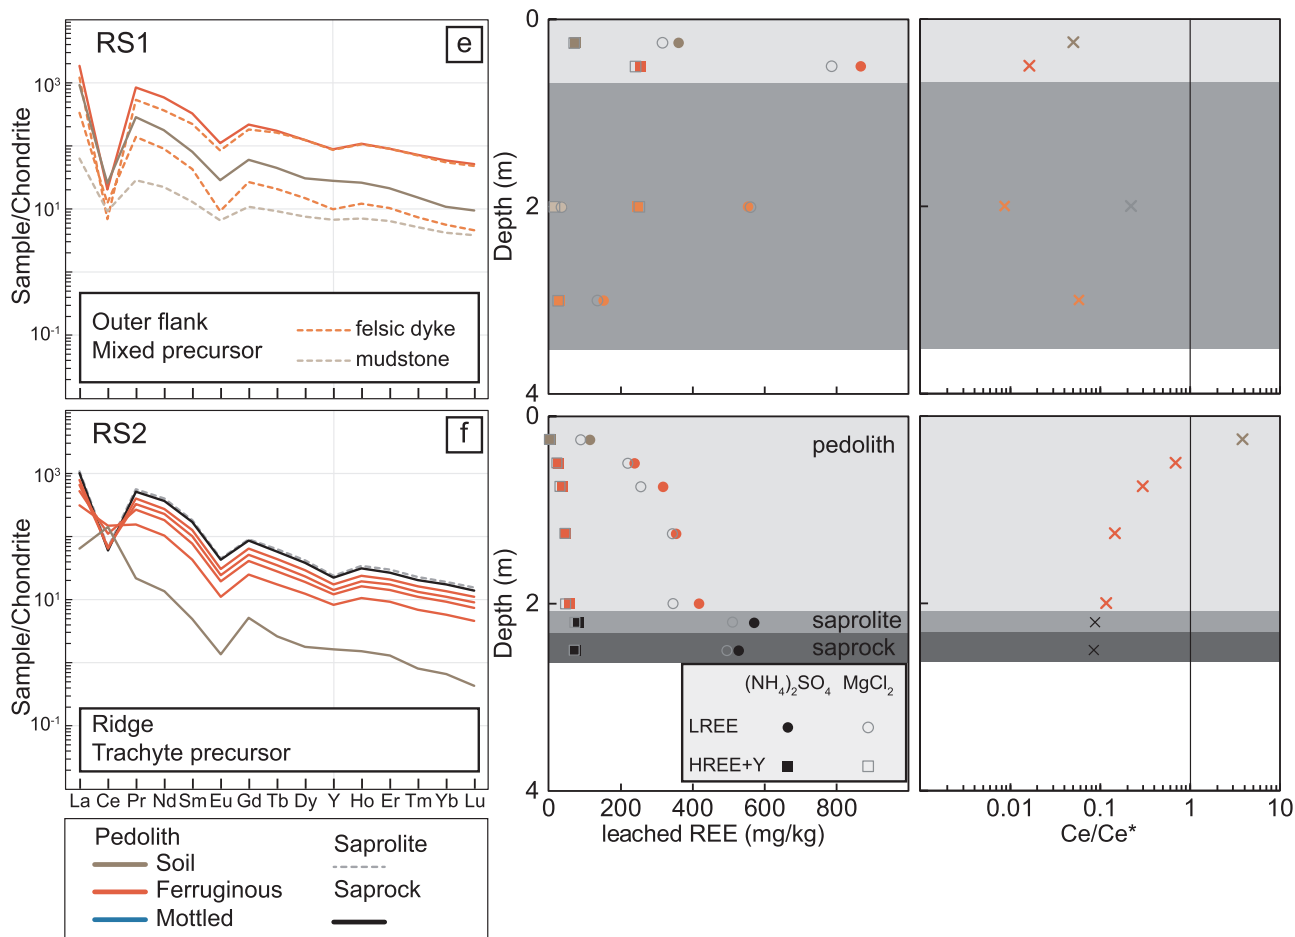 RS1
e
Sample/Chondrite
10³
10¹
10⁻¹
Outer flank
Mixed precursor
felsic dyke
mudstone
Depth (m)
0
2
4
RS2
f
Sample/Chondrite
10³
10¹
10⁻¹
Ridge
Trachyte precursor
La Ce Pr Nd Sm Eu Gd Tb Dy Y Ho Er Tm Yb Lu
Depth (m)
0
2
4
pedolith
saprolite
saprock
(NH₄)₂SO₄ MgCl₂
LREE
HREE+Y
0 200 400 600 800
leached REE (mg/kg)
0.01 0.1 1 10
Ce/Ce*
Pedolith
Soil
Ferruginous
Mottled
Saprolite
Saprock